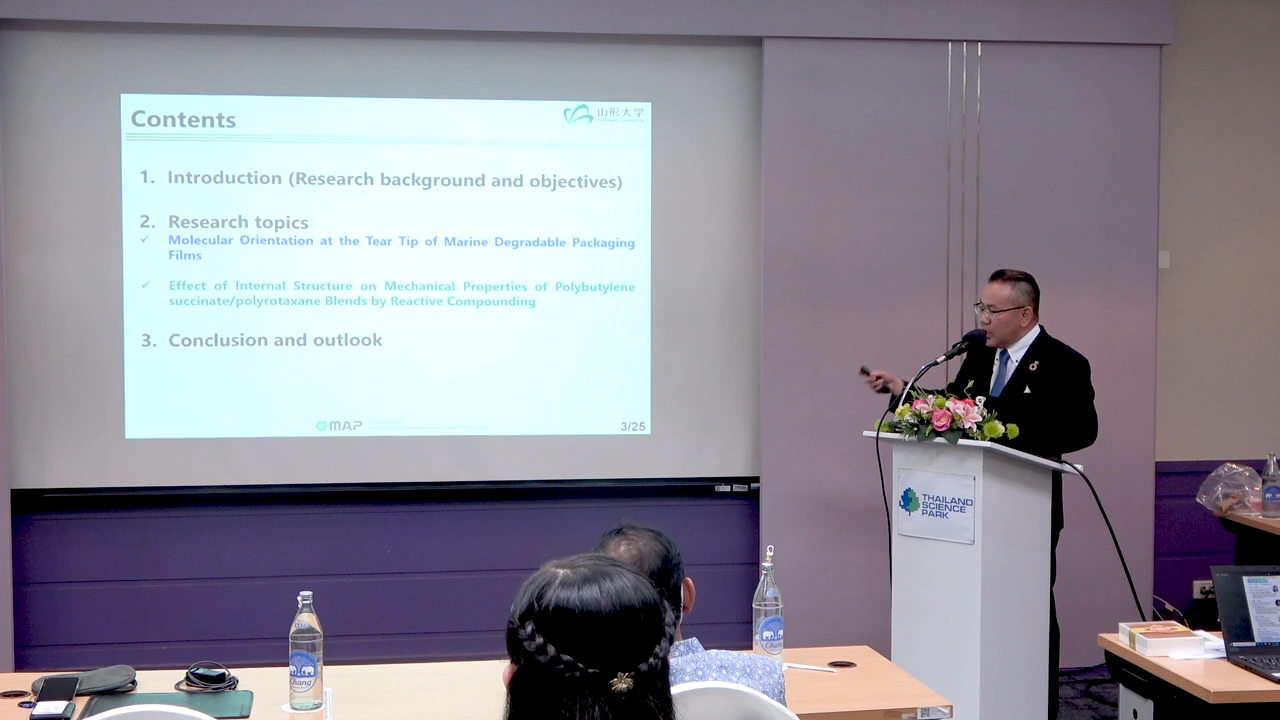 Contents
山形大学
1. Introduction (Research background and objectives)
2. Research topics
✓ Molecular Orientation at the Tear Tip of Marine Degradable Packaging
Films
✓ Effect of Internal Structure on Mechanical Properties of Polybutylene
succinate/polyrotaxane Blends by Reactive Compounding
3. Conclusion and outlook
GMAP
3/25
THAILAND
SCIENCE
PARK
Chang
Chang